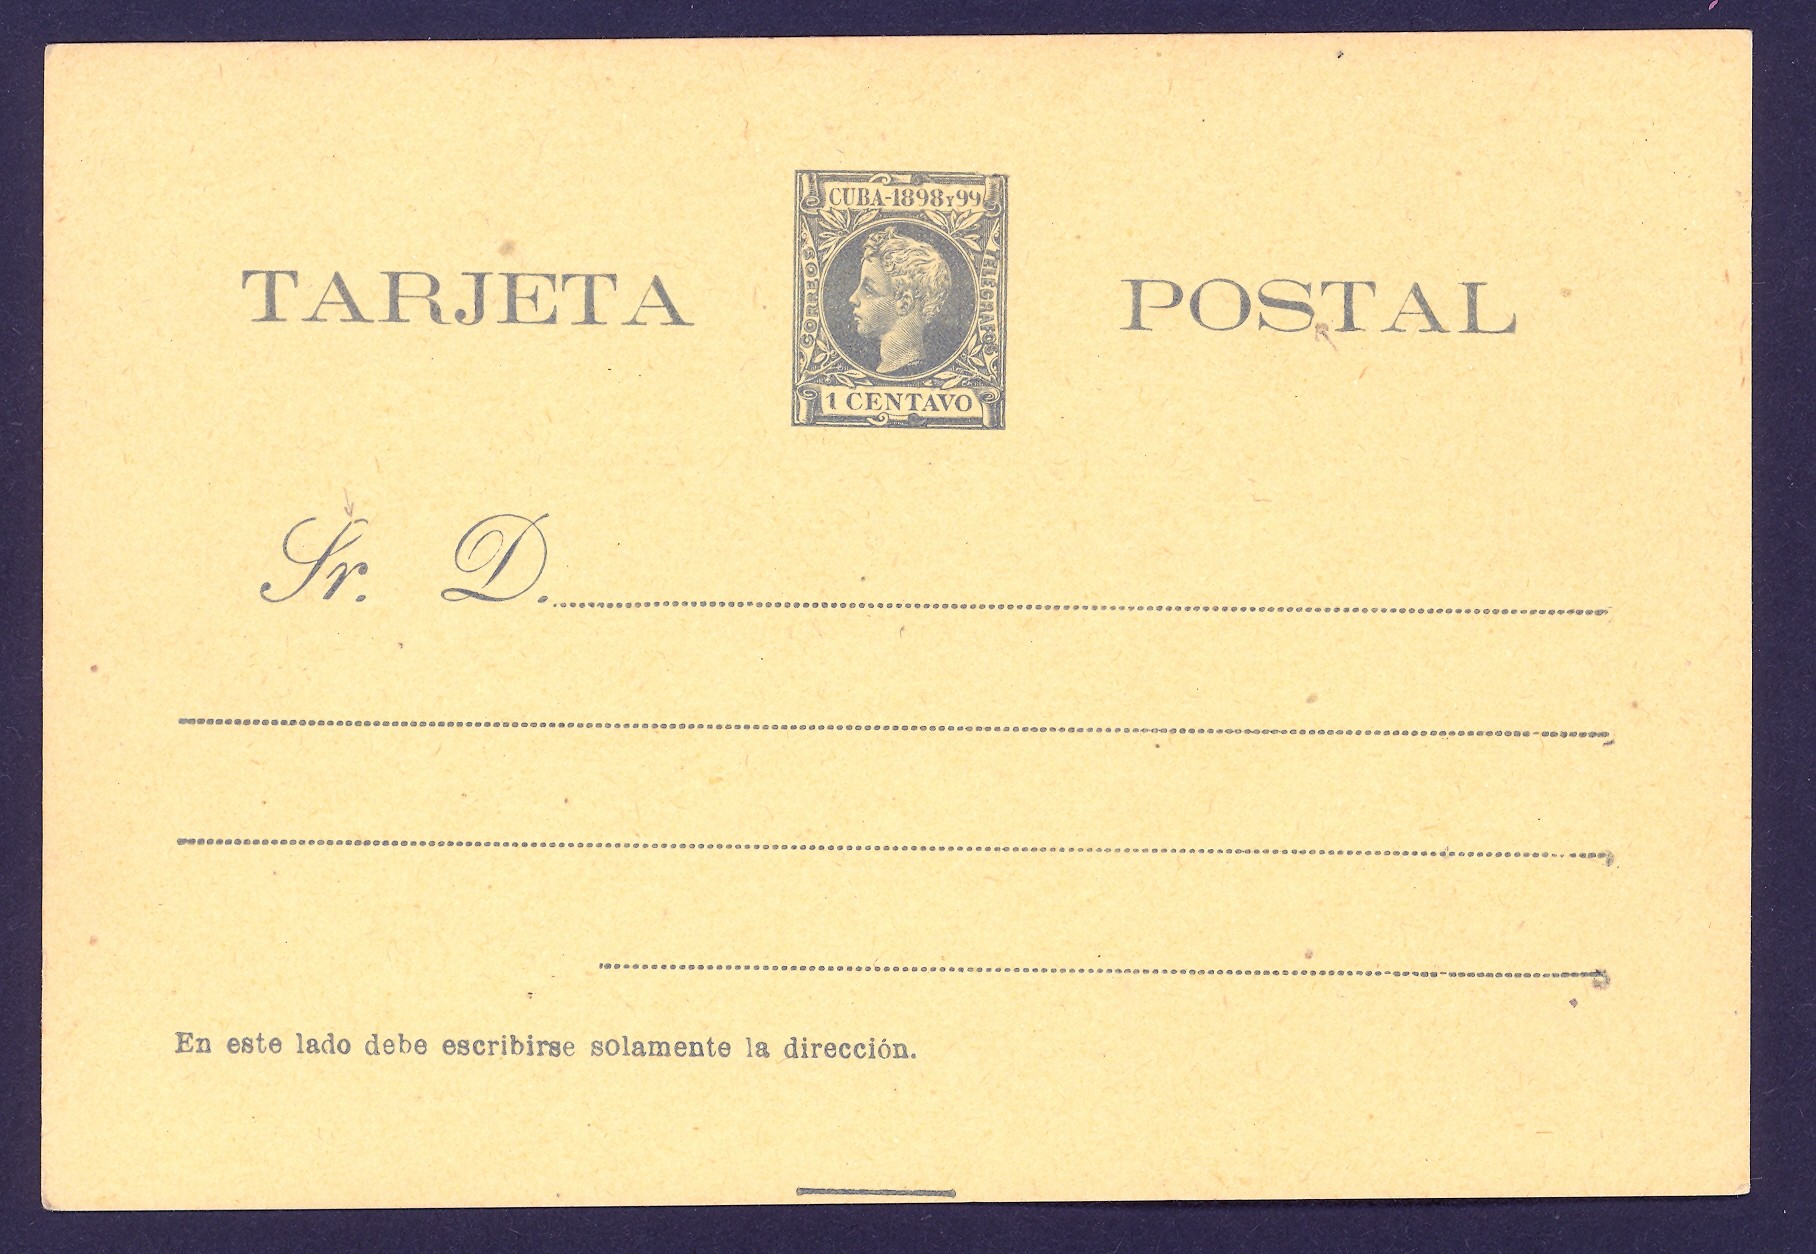 CUBA-1898 Y 99
CORREOS
TELEGRAFOS
1 CENTAVO
TARJETA POSTAL
Sr. D.
En este lado debe escribirse solamente la dirección.